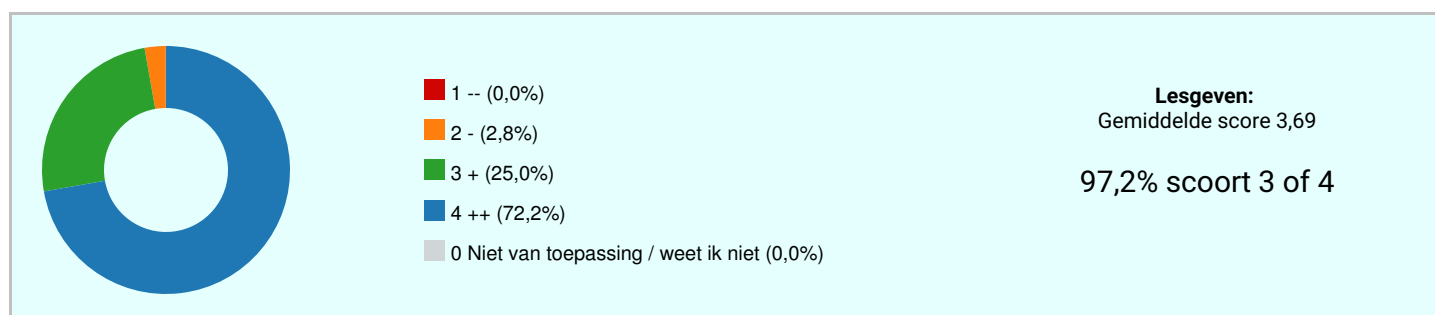 1 -- (0,0%)
2 - (2,8%)
3 + (25,0%)
4 ++ (72,2%)
0 Niet van toepassing / weet ik niet (0,0%)
Lesgeven:
Gemiddelde score 3,69
97,2% scoort 3 of 4